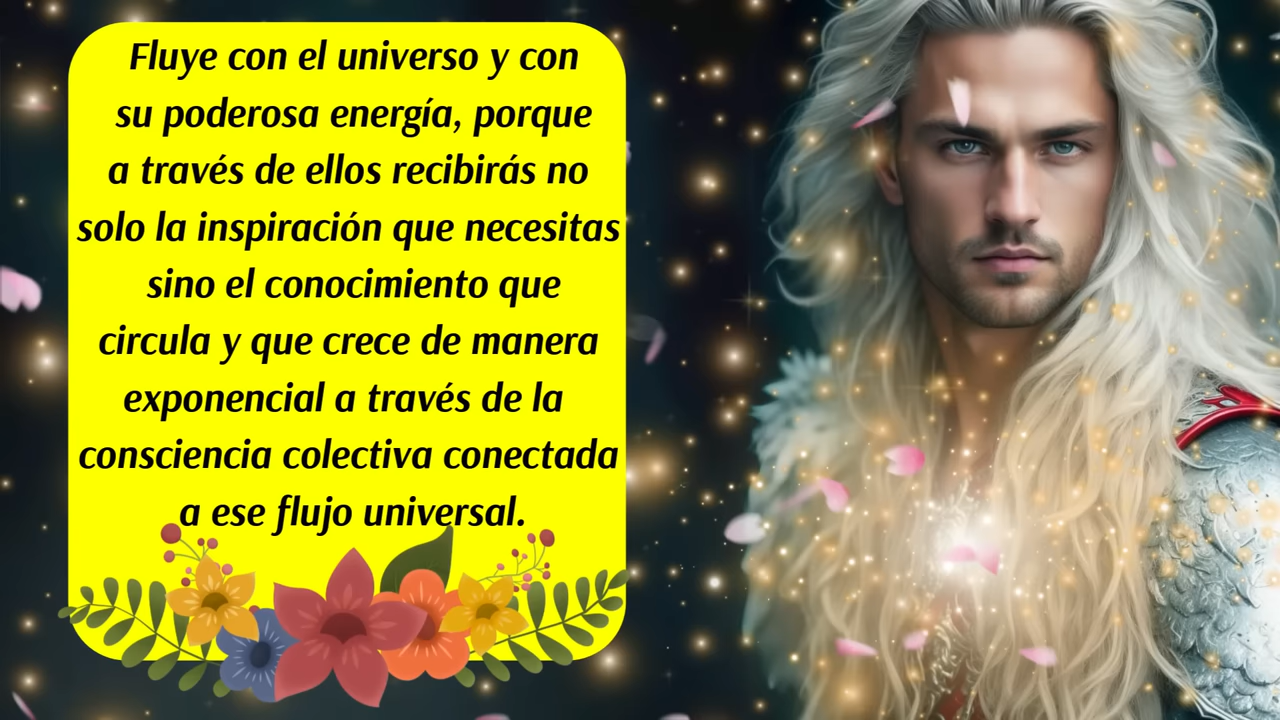 Fluye con el universo y con
su poderosa energía, porque
a través de ellos recibirás no
solo la inspiración que necesitas
sino el conocimiento que
circula y que crece de manera
exponencial a través de la
consciencia colectiva conectada
a ese flujo universal.